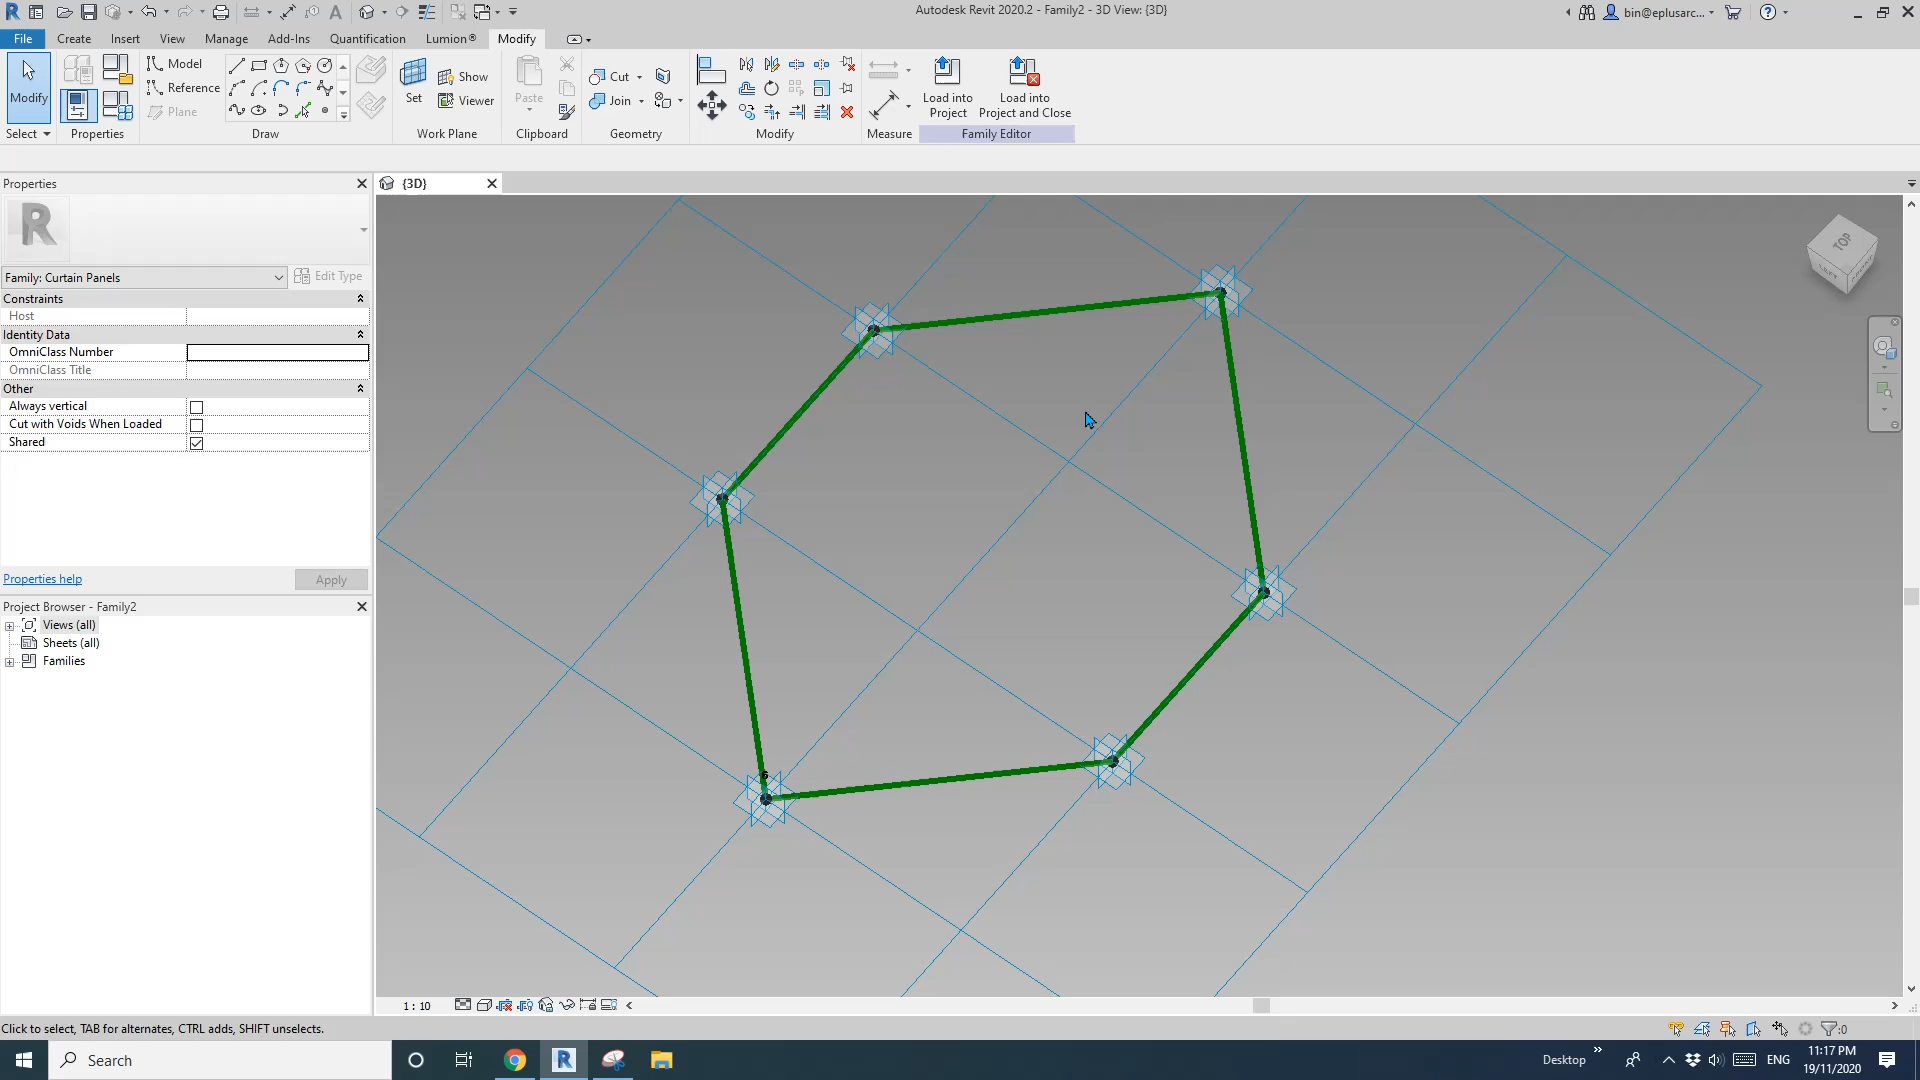 Autodesk Revit 2020.2 - Family2 - 3D View: {3D}
bin@eplusarc...
File Create Insert View Manage Add-Ins Quantification Lumion® Modify
Modify
Model
Reference
Plane
Set
Show
Viewer
Paste
Cut
Join
Load into
Project
Load into
Project and Close
Select Properties Draw Work Plane Clipboard Geometry Modify Measure Family Editor
Properties
{3D}
R
Family: Curtain Panels
Edit Type
Constraints
Host
Identity Data
OmniClass Number
OmniClass Title
Other
Always vertical
Cut with Voids When Loaded
Shared
Properties help
Apply
Project Browser - Family2
Views (all)
Sheets (all)
Families
TOP
LEFT
6
1 : 10
Click to select, TAB for alternates, CTRL adds, SHIFT unselects.
:0
Search
Desktop
ENG
11:17 PM
19/11/2020